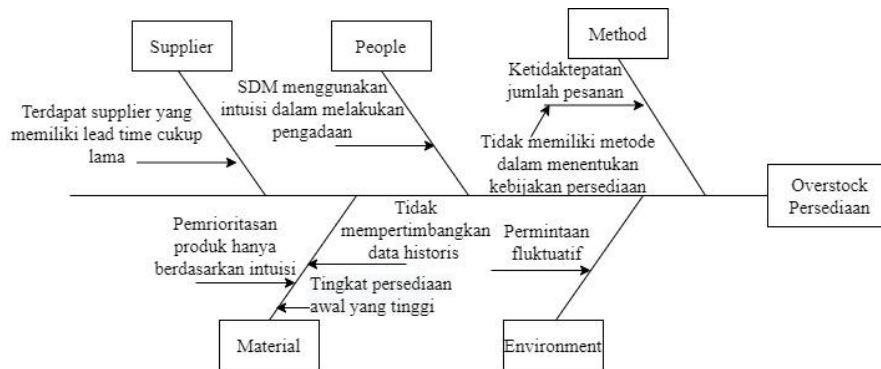 Supplier
People
Method
SDM menggunakan
intuisi dalam melakukan
pengadaan
Ketidaktepatan
jumlah pesanan
Terdapat supplier yang
memiliki lead time cukup
lama
Tidak memiliki metode
dalam menentukan
kebijakan persediaan
Overstock
Persediaan
Pemrioritasan
produk hanya
berdasarkan intuisi
Tidak
mempertimbangkan
data historis
Tingkat persediaan
awal yang tinggi
Permintaan
fluktuatif
Material
Environment